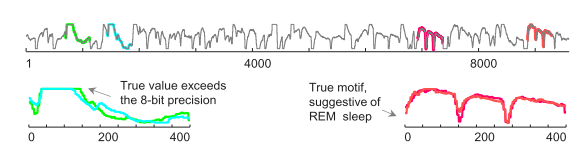 1 4000 8000
True value exceeds
the 8-bit precision
True motif,
suggestive of
REM sleep
0 200 400
0 200 400